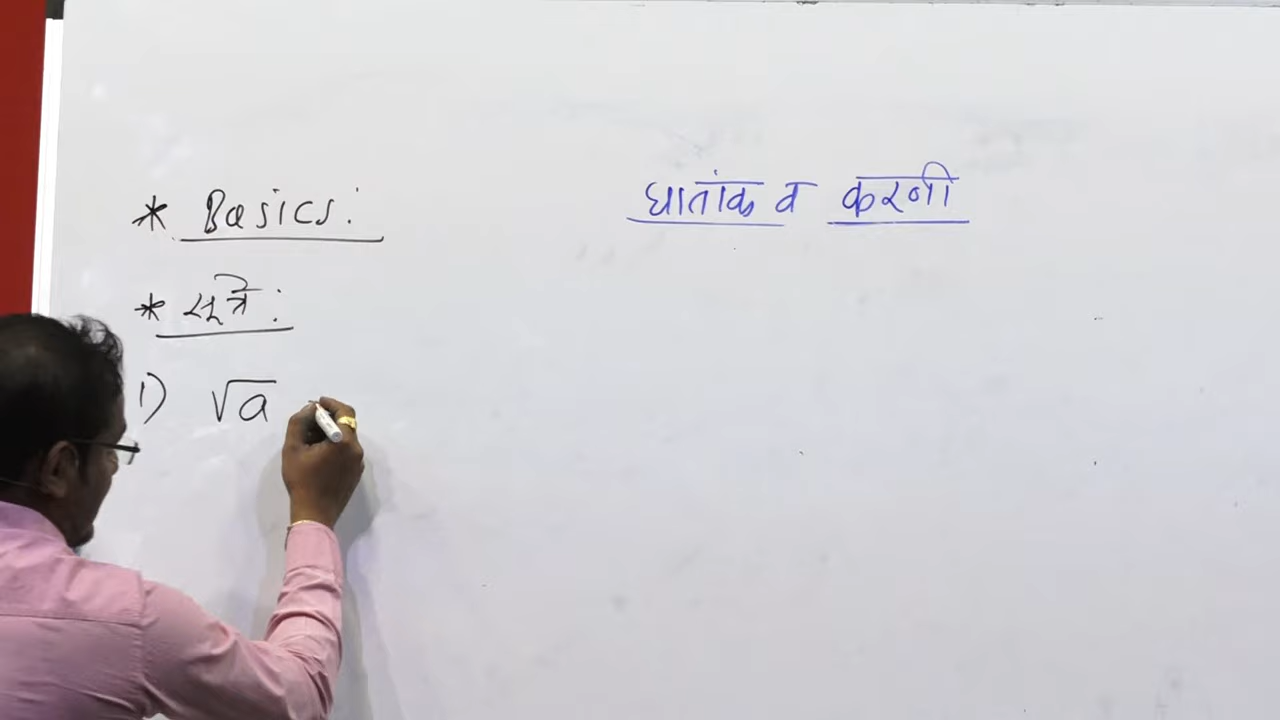 घातांक व करणी
* Basics:
* सूत्रे:
1) √a